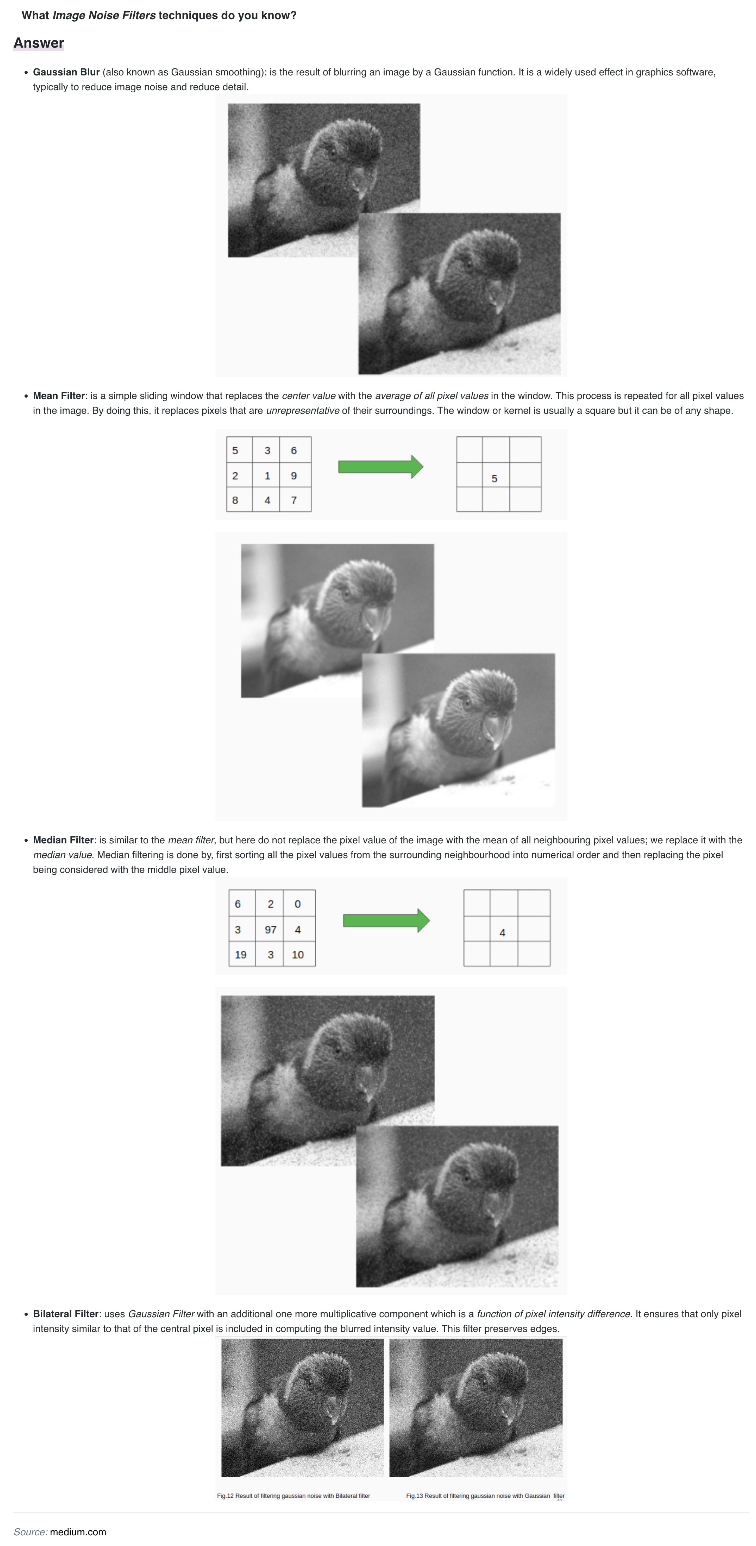 What Image Noise Filters techniques do you know?
Answer
• Gaussian Blur (also known as Gaussian smoothing): is the result of blurring an image by a Gaussian function. It is a widely used effect in graphics software,
typically to reduce image noise and reduce detail.
• Mean Filter: is a simple sliding window that replaces the center value with the average of all pixel values in the window. This process is repeated for all pixel values
in the image. By doing this, it replaces pixels that are unrepresentative of their surroundings. The window or kernel is usually a square but it can be of any shape.
5 3 6
2 1 9 5
8 4 7
• Median Filter: is similar to the mean filter, but here do not replace the pixel value of the image with the mean of all neighbouring pixel values; we replace it with the
median value. Median filtering is done by, first sorting all the pixel values from the surrounding neighbourhood into numerical order and then replacing the pixel
being considered with the middle pixel value.
6 2 0
3 97 4 4
19 3 10
• Bilateral Filter: uses Gaussian Filter with an additional one more multiplicative component which is a function of pixel intensity difference. It ensures that only pixel
intensity similar to that of the central pixel is included in computing the blurred intensity value. This filter preserves edges.
Fig.12 Result of filtering gaussian noise with Bilateral filter Fig.13 Result of filtering gaussian noise with Gaussian filter
Source: medium.com